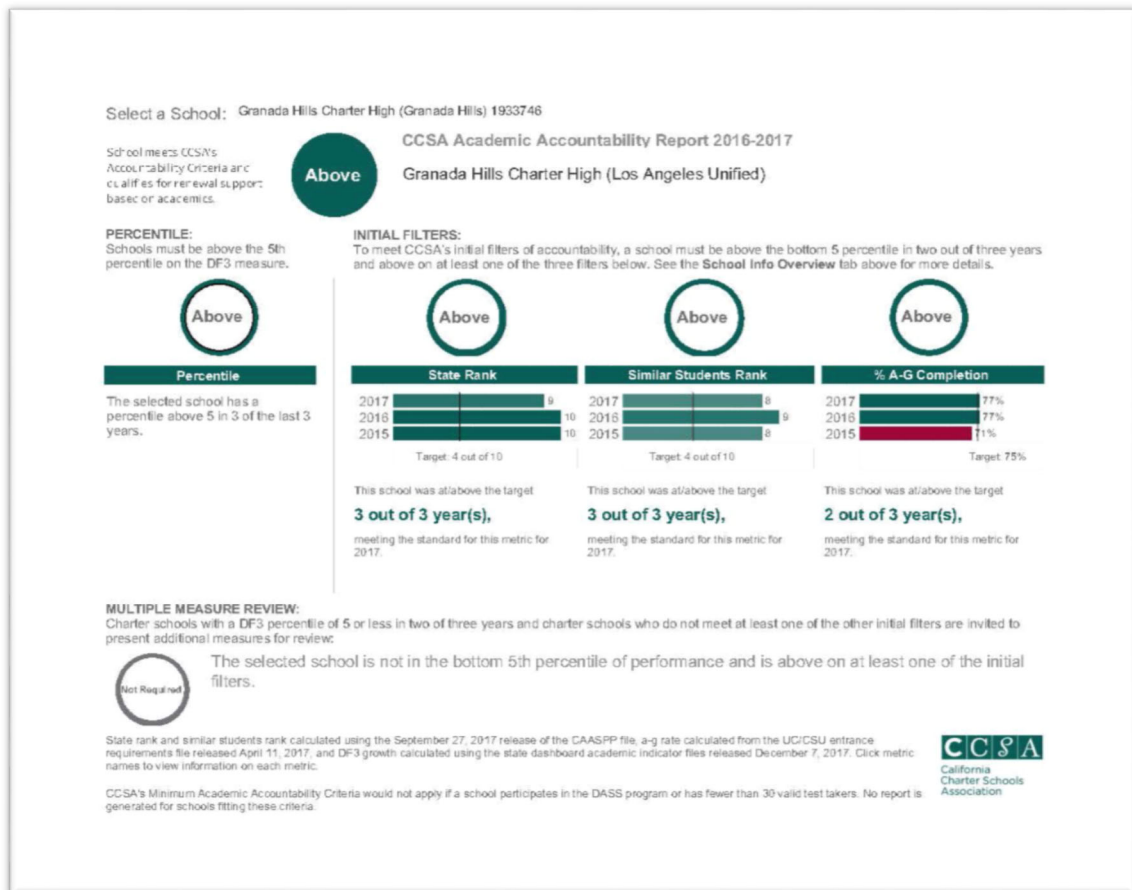 Select a School: Granada Hills Charter High (Granada Hills) 1933746
School meets CCSA's
Accountability Criteria and
qualifies for renewal support
based on academics.
Above
CCSA Academic Accountability Report 2016-2017
Granada Hills Charter High (Los Angeles Unified)
PERCENTILE:
Schools must be above the 5th
percentile on the DF3 measure.
Above
Percentile
The selected school has a
percentile above 5 in 3 of the last 3
years.
INITIAL FILTERS:
To meet CCSA's initial filters of accountability, a school must be above the bottom 5 percentile in two out of three years
and above on at least one of the three filters below. See the School Info Overview tab above for more details.
Above
State Rank
2017 9
2016 10
2015 10
Target: 4 out of 10
This school was at/above the target
3 out of 3 year(s),
meeting the standard for this metric for
2017.
Above
Similar Students Rank
2017 8
2016 9
2015 8
Target: 4 out of 10
This school was at/above the target
3 out of 3 year(s),
meeting the standard for this metric for
2017.
Above
% A-G Completion
2017 77%
2016 77%
2015 71%
Target: 75%
This school was at/above the target
2 out of 3 year(s),
meeting the standard for this metric for
2017.
MULTIPLE MEASURE REVIEW:
Charter schools with a DF3 percentile of 5 or less in two of three years and charter schools who do not meet at least one of the other initial filters are invited to
present additional measures for review:
Not Required
The selected school is not in the bottom 5th percentile of performance and is above on at least one of the initial
filters.
State rank and similar students rank calculated using the September 27, 2017 release of the CAASPP file, a-g rate calculated from the UC/CSU entrance
requirements file released April 11, 2017, and DF3 growth calculated using the state dashboard academic indicator files released December 7, 2017. Click metric
names to view information on each metric.
CCSA's Minimum Academic Accountability Criteria would not apply if a school participates in the DASS program or has fewer than 30 valid test takers. No report is
generated for schools fitting these criteria.
CCSA
California
Charter Schools
Association